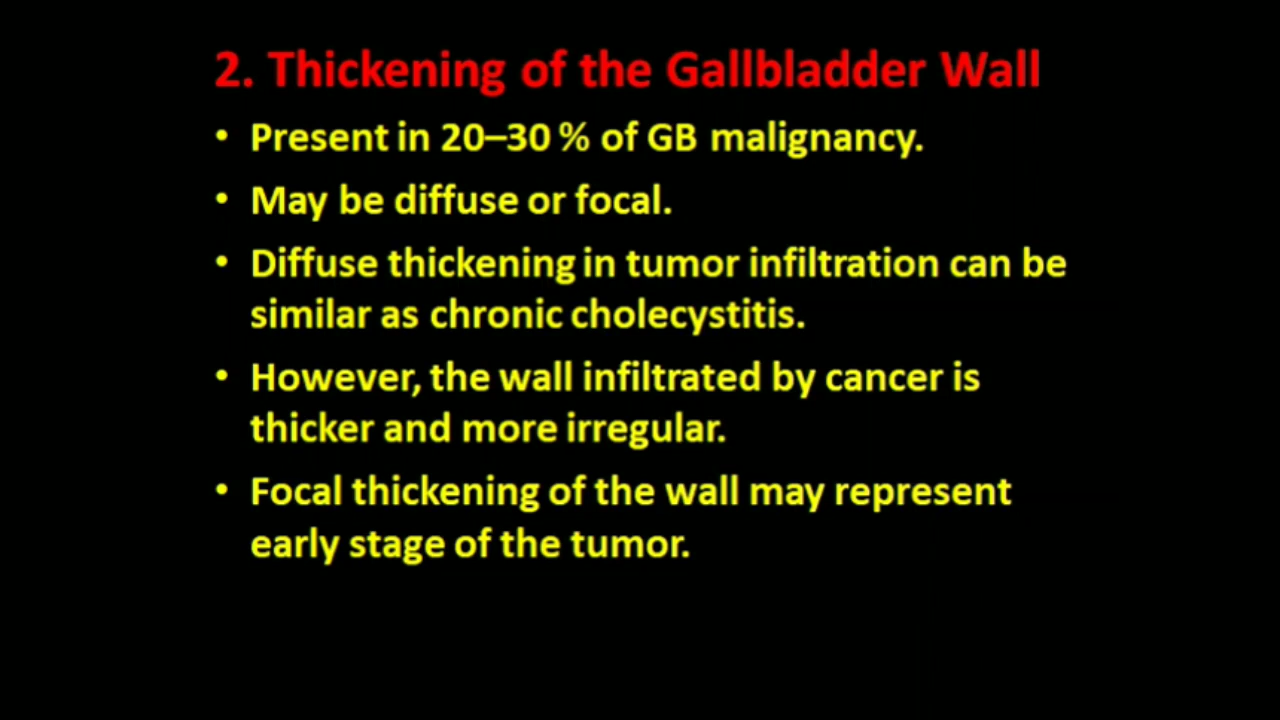 2. Thickening of the Gallbladder Wall
• Present in 20–30 % of GB malignancy.
• May be diffuse or focal.
• Diffuse thickening in tumor infiltration can be
similar as chronic cholecystitis.
• However, the wall infiltrated by cancer is
thicker and more irregular.
• Focal thickening of the wall may represent
early stage of the tumor.